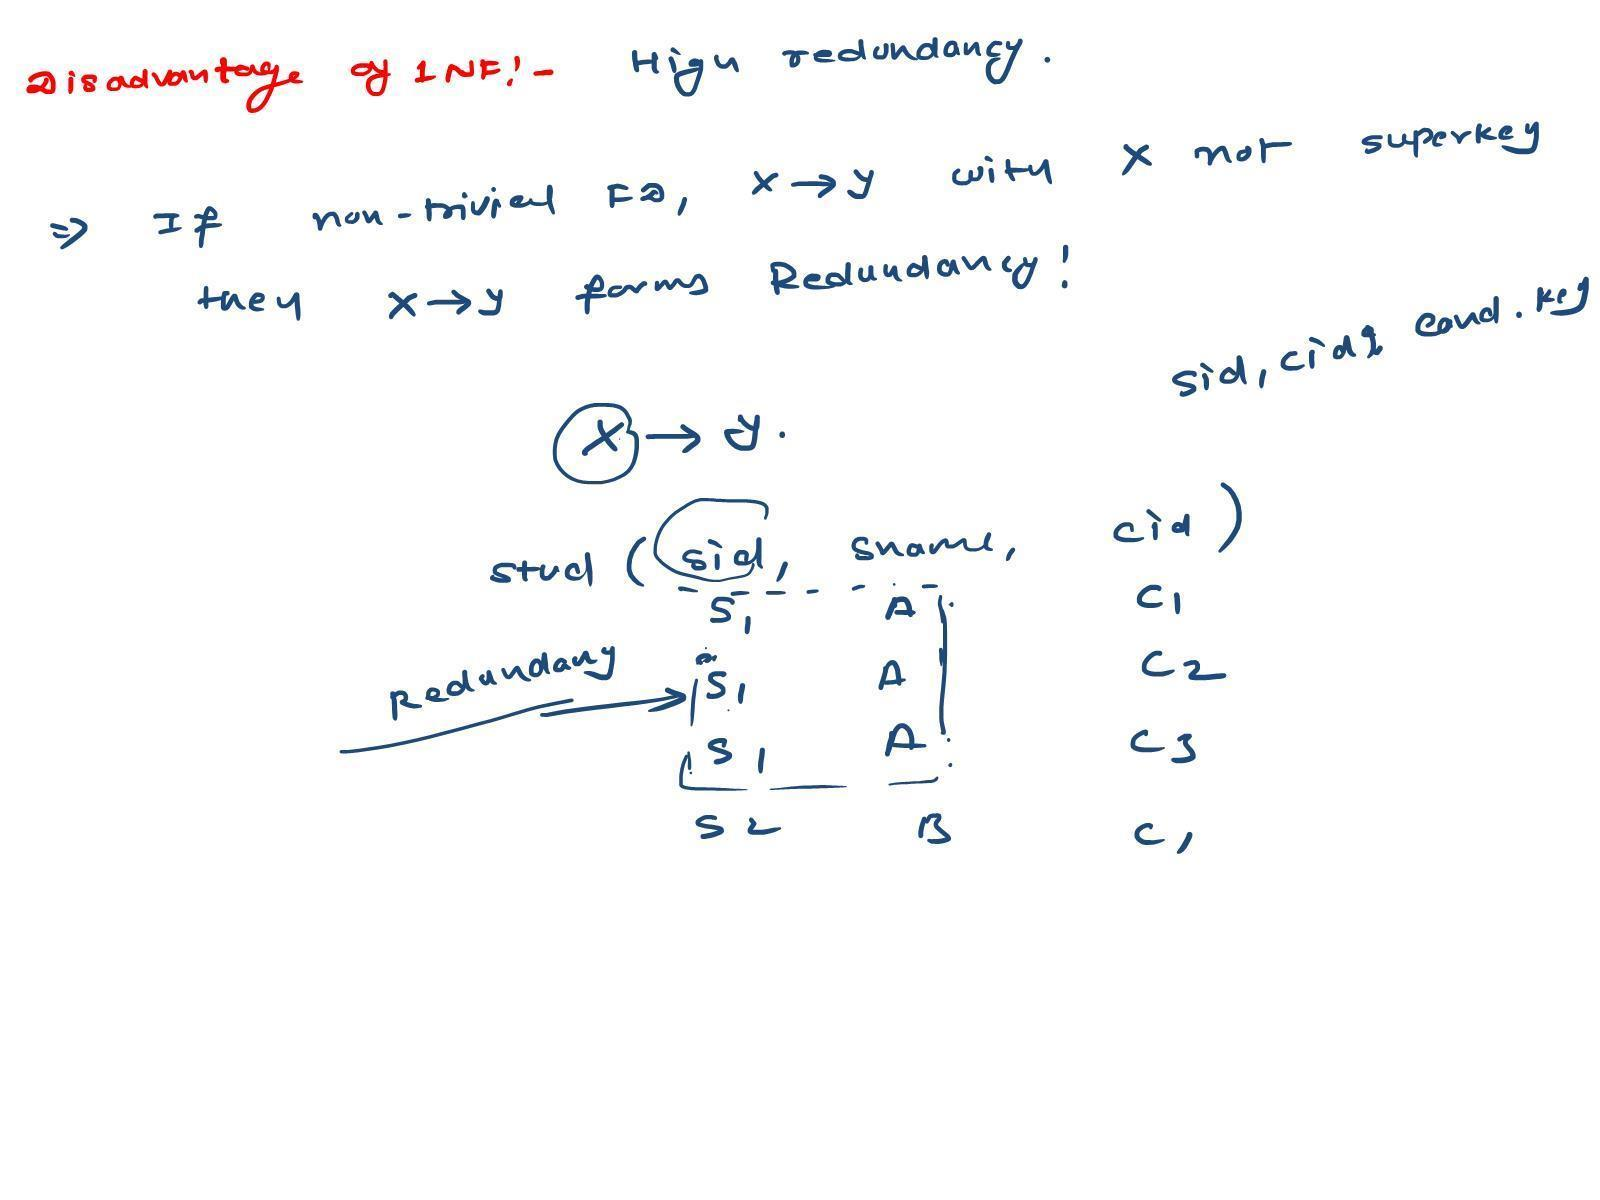 Disadvantage of 1NF:- High redundancy.
⇒ If non-trivial FD, X→y with X not superkey
then X→y forms Redundancy!
sid, cid} cand. key
X → y.
stud ( sid, sname, cid )
S1 A C1
Redundany
S1 A C2
S1 A C3
S2 B C1